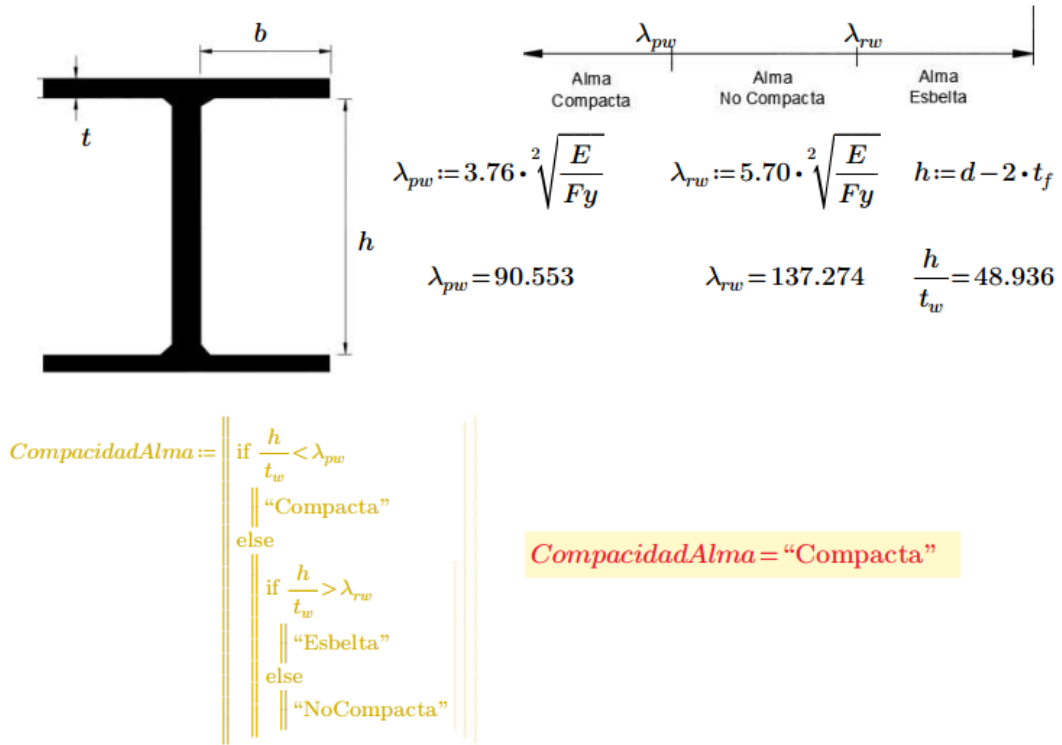 b
t
h
λpw λrw
Alma Compacta
Alma No Compacta
Alma Esbelta
λpw := 3.76 · ²√(E/Fy) λrw := 5.70 · ²√(E/Fy) h := d − 2 · tf
λpw = 90.553 λrw = 137.274 h/tw = 48.936
CompacidadAlma := if h/tw < λpw
“Compacta”
else
if h/tw > λrw
“Esbelta”
else
“NoCompacta”
CompacidadAlma = “Compacta”